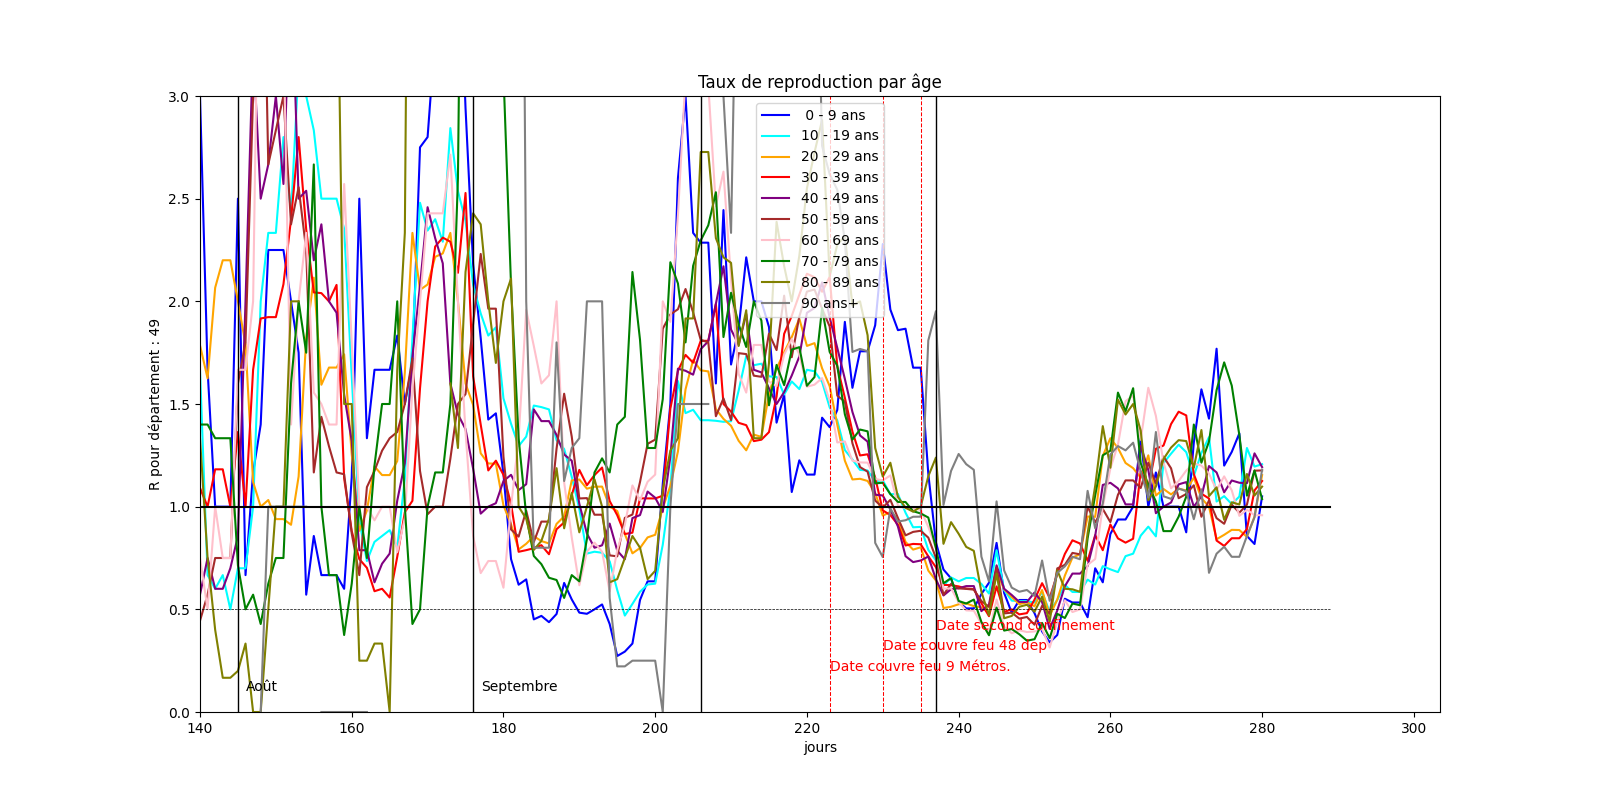 Taux de reproduction par âge
3.0
2.5
2.0
1.5
1.0
0.5
0.0
R pour département : 49
0 - 9 ans
10 - 19 ans
20 - 29 ans
30 - 39 ans
40 - 49 ans
50 - 59 ans
60 - 69 ans
70 - 79 ans
80 - 89 ans
90 ans+
Date second confinement
Date couvre feu 48 dep
Date couvre feu 9 Métros.
Août
Septembre
140 160 180 200 220 240 260 280 300
jours